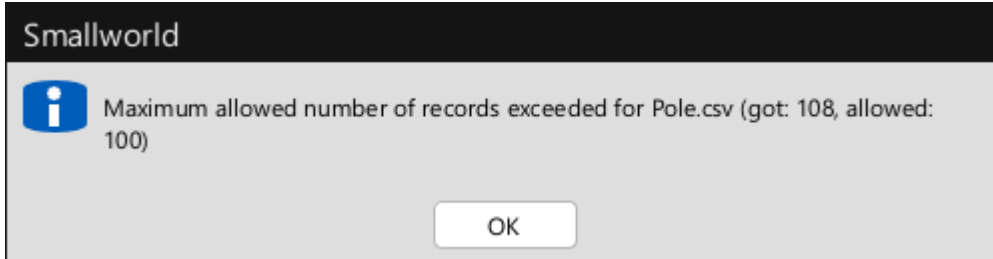 Smallworld
Maximum allowed number of records exceeded for Pole.csv (got: 108, allowed:
100)
OK